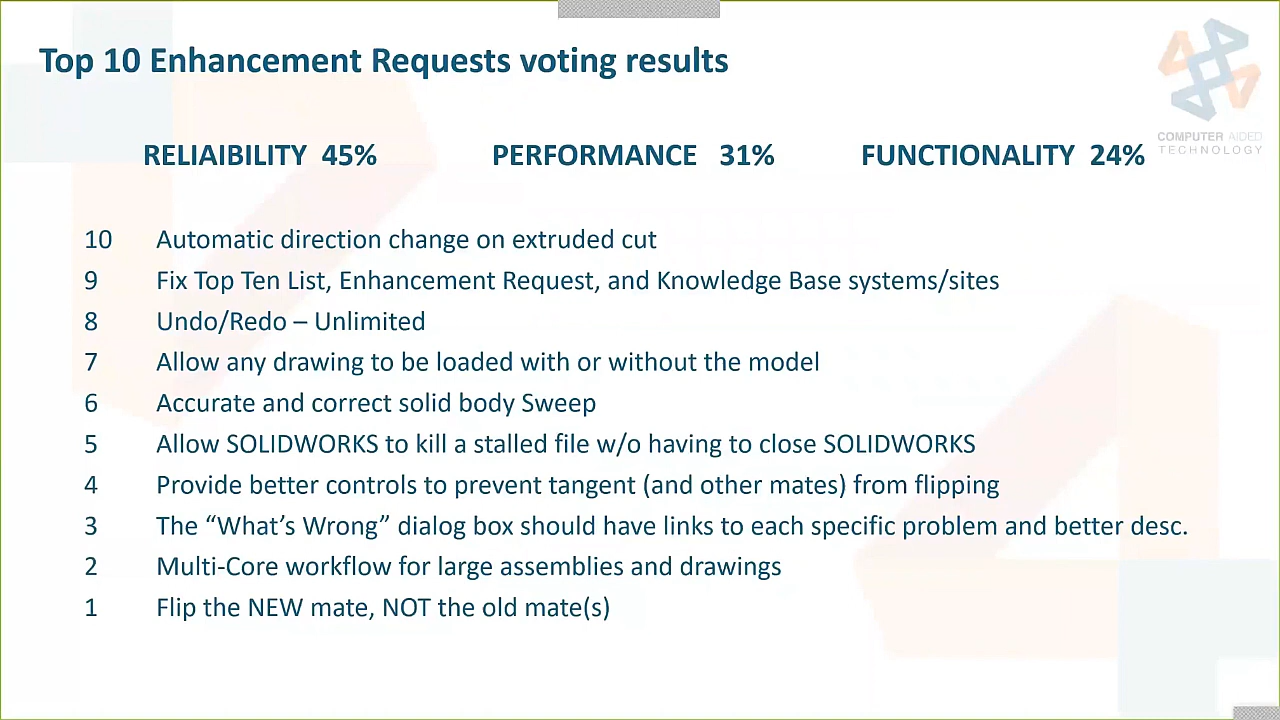 Top 10 Enhancement Requests voting results
COMPUTER AIDED
TECHNOLOGY
RELIAIBILITY 45% PERFORMANCE 31% FUNCTIONALITY 24%
10 Automatic direction change on extruded cut
9 Fix Top Ten List, Enhancement Request, and Knowledge Base systems/sites
8 Undo/Redo – Unlimited
7 Allow any drawing to be loaded with or without the model
6 Accurate and correct solid body Sweep
5 Allow SOLIDWORKS to kill a stalled file w/o having to close SOLIDWORKS
4 Provide better controls to prevent tangent (and other mates) from flipping
3 The “What’s Wrong” dialog box should have links to each specific problem and better desc.
2 Multi-Core workflow for large assemblies and drawings
1 Flip the NEW mate, NOT the old mate(s)